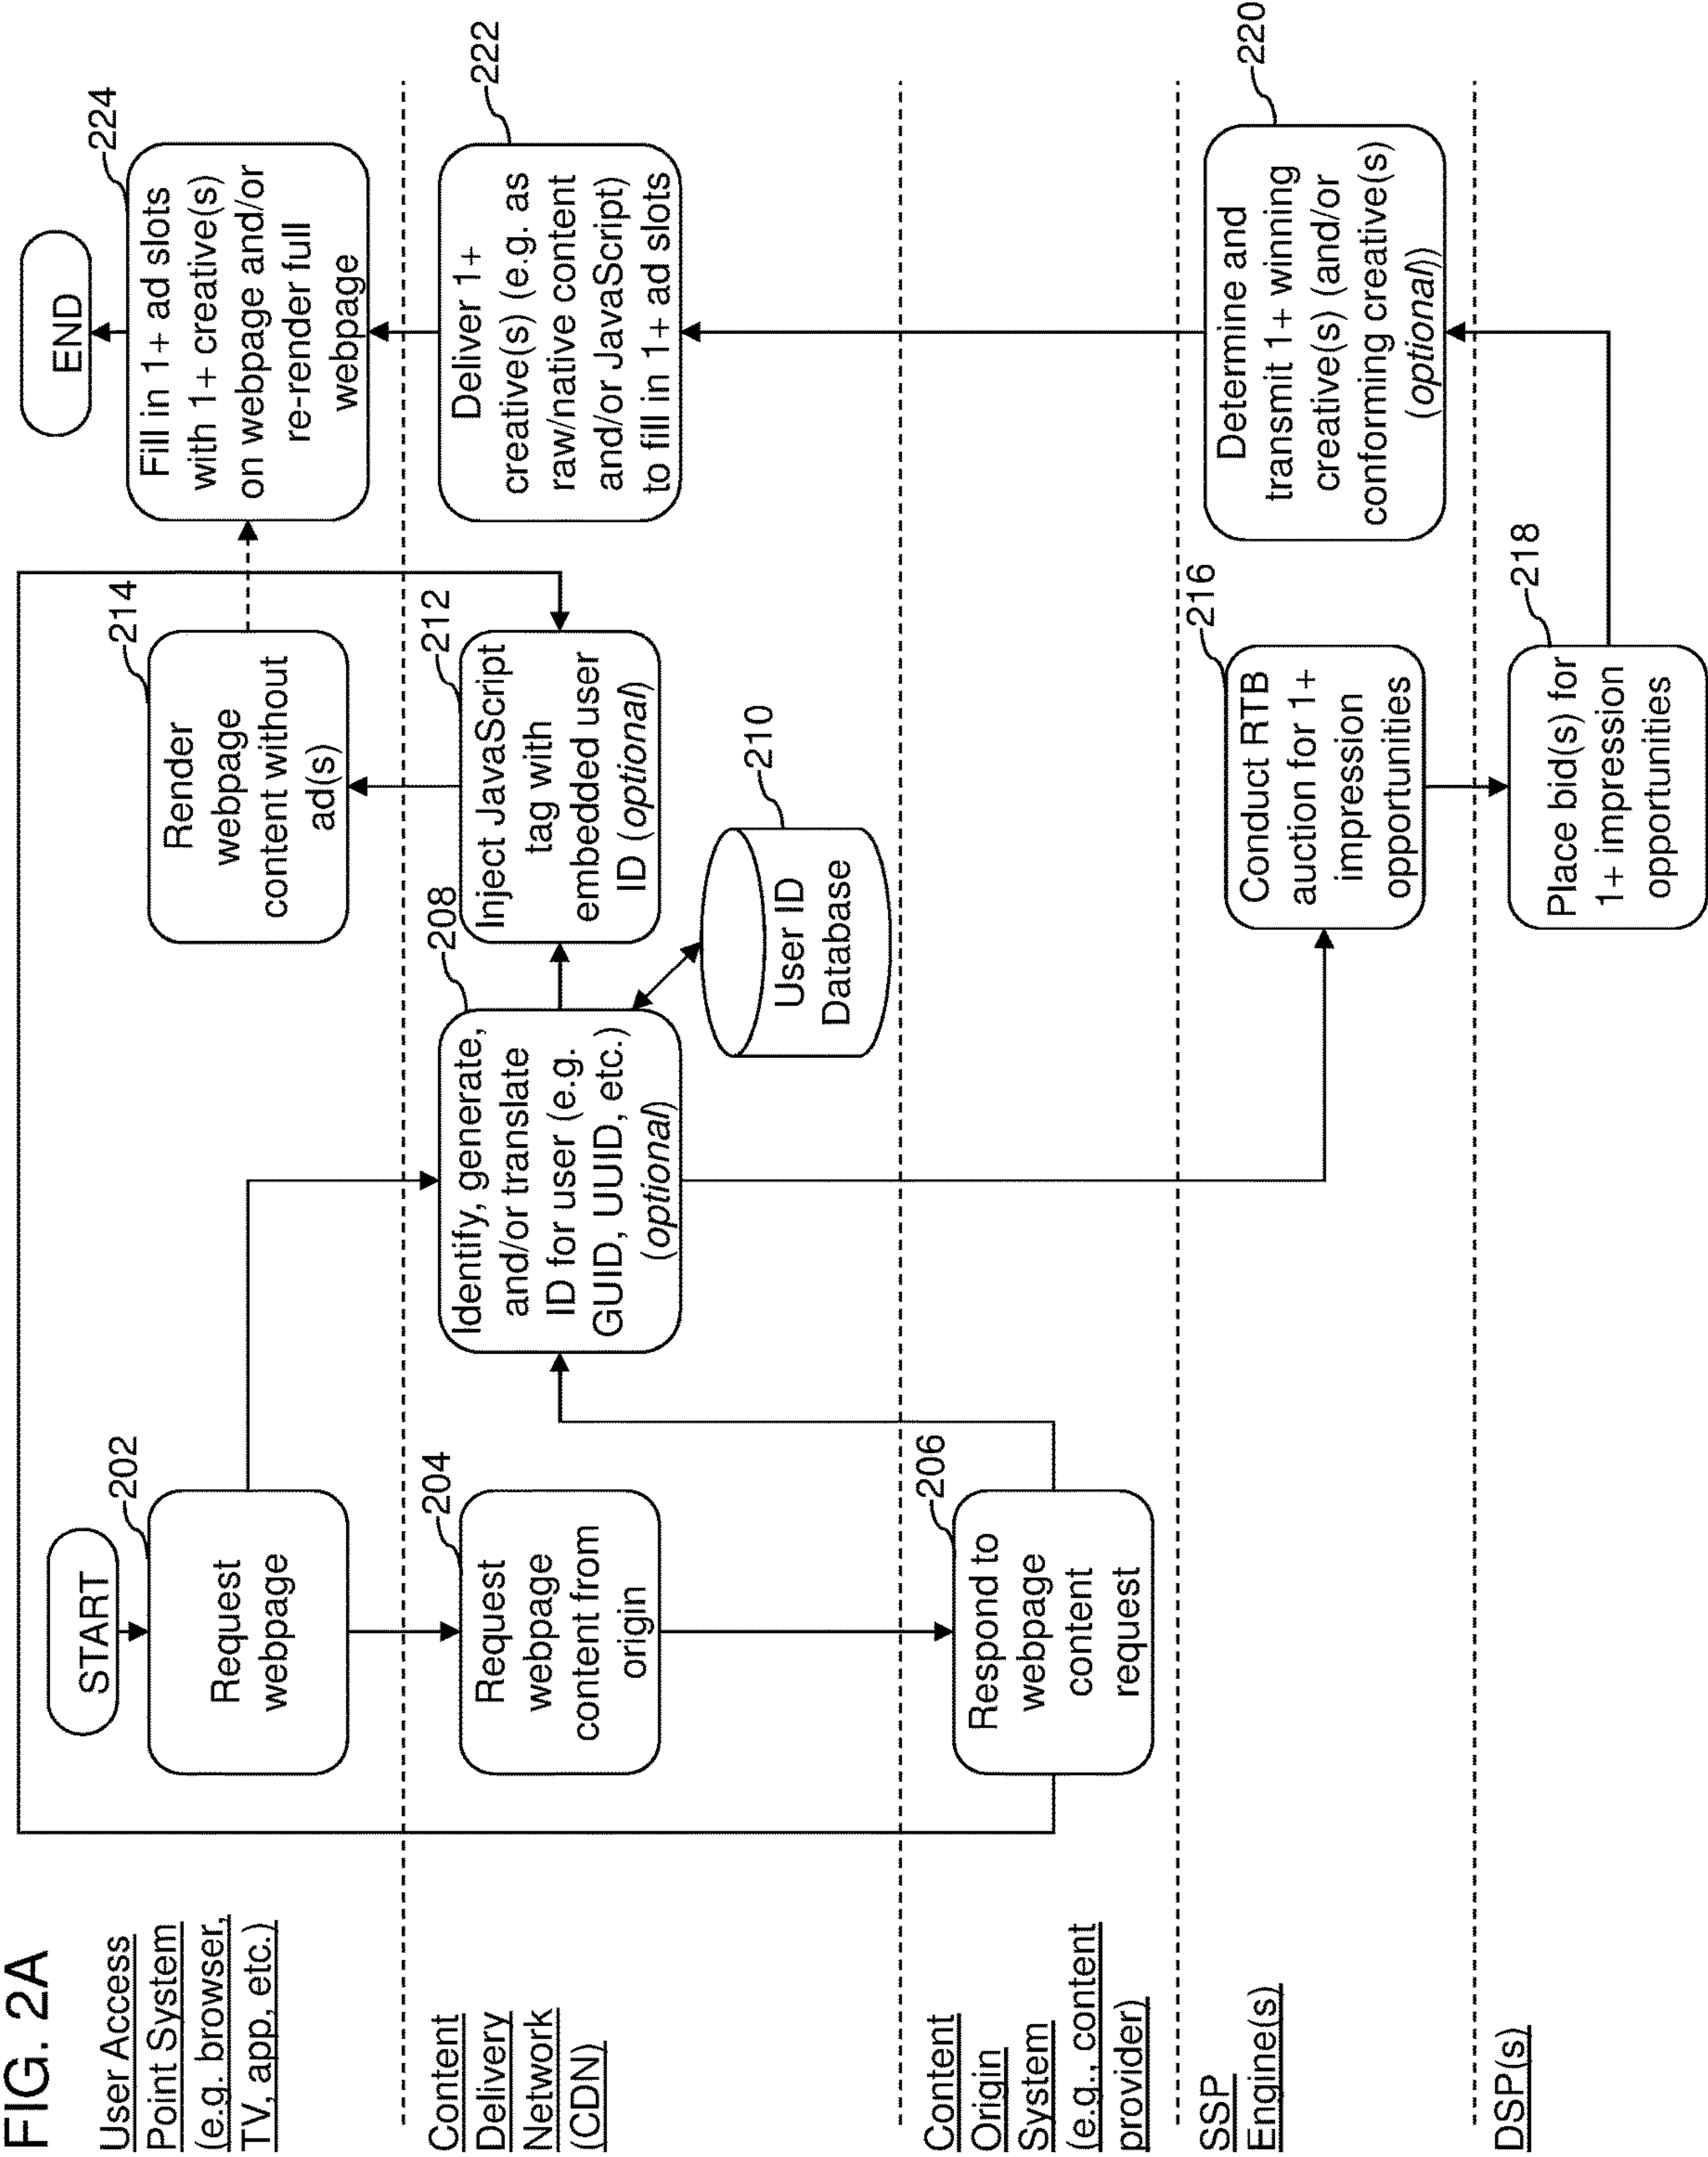 FIG. 2A
User Access
Point System
(e.g. browser,
TV, app, etc.)
START
202
Request
webpage
214
Render
webpage
content without
ad(s)
END
224
Fill in 1+ ad slots
with 1+ creative(s)
on webpage and/or
re-render full
webpage
Content
Delivery
Network
(CDN)
204
Request
webpage
content from
origin
208
Identify, generate,
and/or translate
ID for user (e.g.
GUID, UUID, etc.)
(optional)
212
Inject JavaScript
tag with
embedded user
ID (optional)
210
User ID
Database
222
Deliver 1+
creative(s) (e.g. as
raw/native content
and/or JavaScript)
to fill in 1+ ad slots
Content
Origin
System
(e.g., content
provider)
206
Respond to
webpage
content
request
SSP
Engine(s)
216
Conduct RTB
auction for 1+
impression
opportunities
220
Determine and
transmit 1+ winning
creative(s) (and/or
conforming creative(s)
(optional))
DSP(s)
218
Place bid(s) for
1+ impression
opportunities